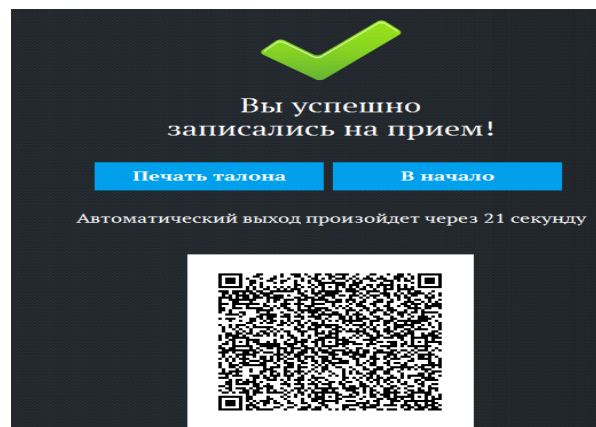 Вы успешно
записались на прием!
Печать талона
В начало
Автоматический выход произойдет через 21 секунду